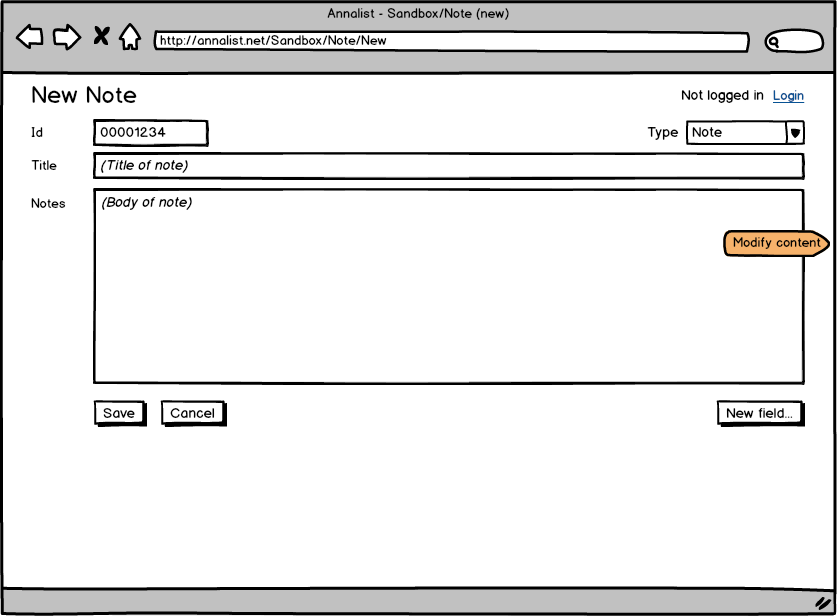 Annalist - Sandbox/Note (new)
http://annalist.net/Sandbox/Note/New
New Note
Not logged in Login
Id 00001234 Type Note
Title (Title of note)
Notes (Body of note)
Modify content
Save Cancel New field...